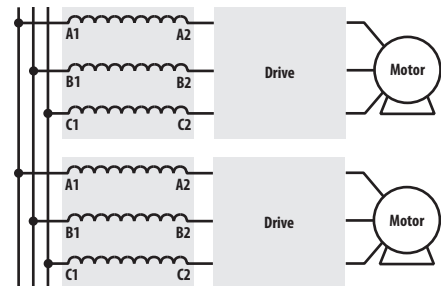 A1 A2
B1 B2
Drive
Motor
C1 C2
A1 A2
B1 B2
Drive
Motor
C1 C2